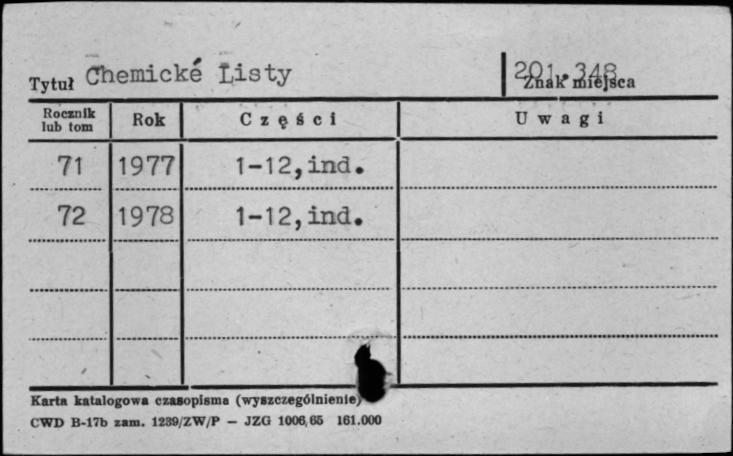 Tytuł Chemické Listy 201.348 Znak miejsca
Rocznik lub tom Rok Części Uwagi
71 1977 1-12,ind.
72 1978 1-12,ind.
Karta katalogowa czasopisma (wyszczególnienie)
CWD B-17b zam. 1239/ZW/P — JZG 1006,65 161.000